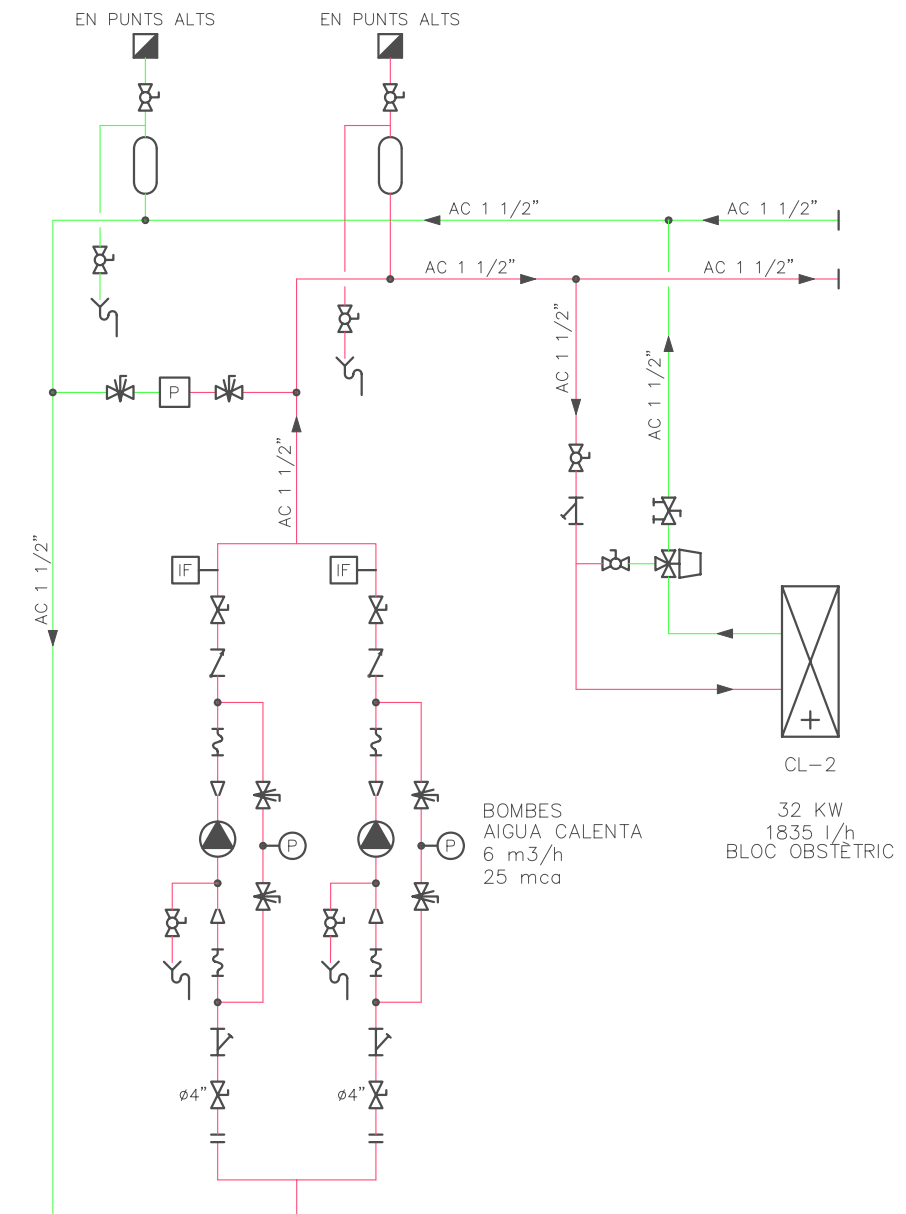 EN PUNTS ALTS
EN PUNTS ALTS
AC 1 1/2"
AC 1 1/2"
AC 1 1/2"
AC 1 1/2"
AC 1 1/2"
AC 1 1/2"
P
AC 1 1/2"
AC 1 1/2"
IF
IF
CL-2
BOMBES
AIGUA CALENTA
6 m3/h
25 mca
32 KW
1835 l/h
BLOC OBSTÈTRIC
P
P
ø4"
ø4"